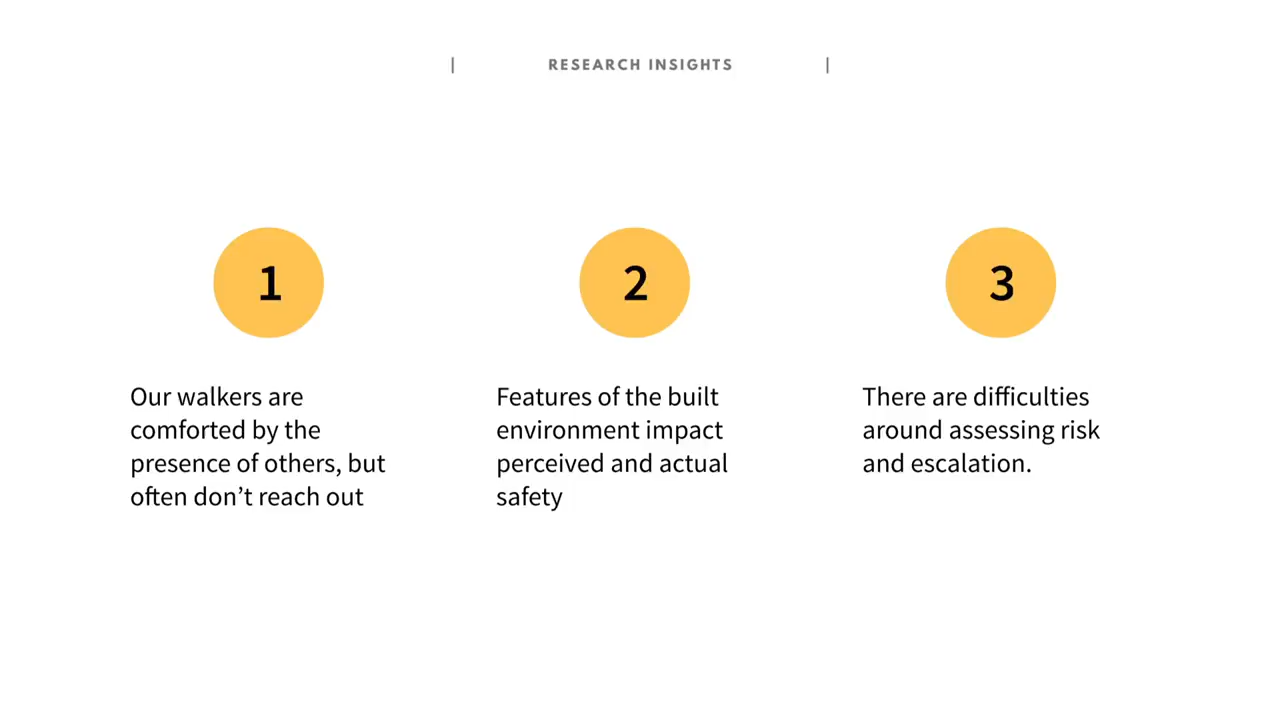 | RESEARCH INSIGHTS |
1
Our walkers are
comforted by the
presence of others, but
often don’t reach out
2
Features of the built
environment impact
perceived and actual
safety
3
There are difficulties
around assessing risk
and escalation.